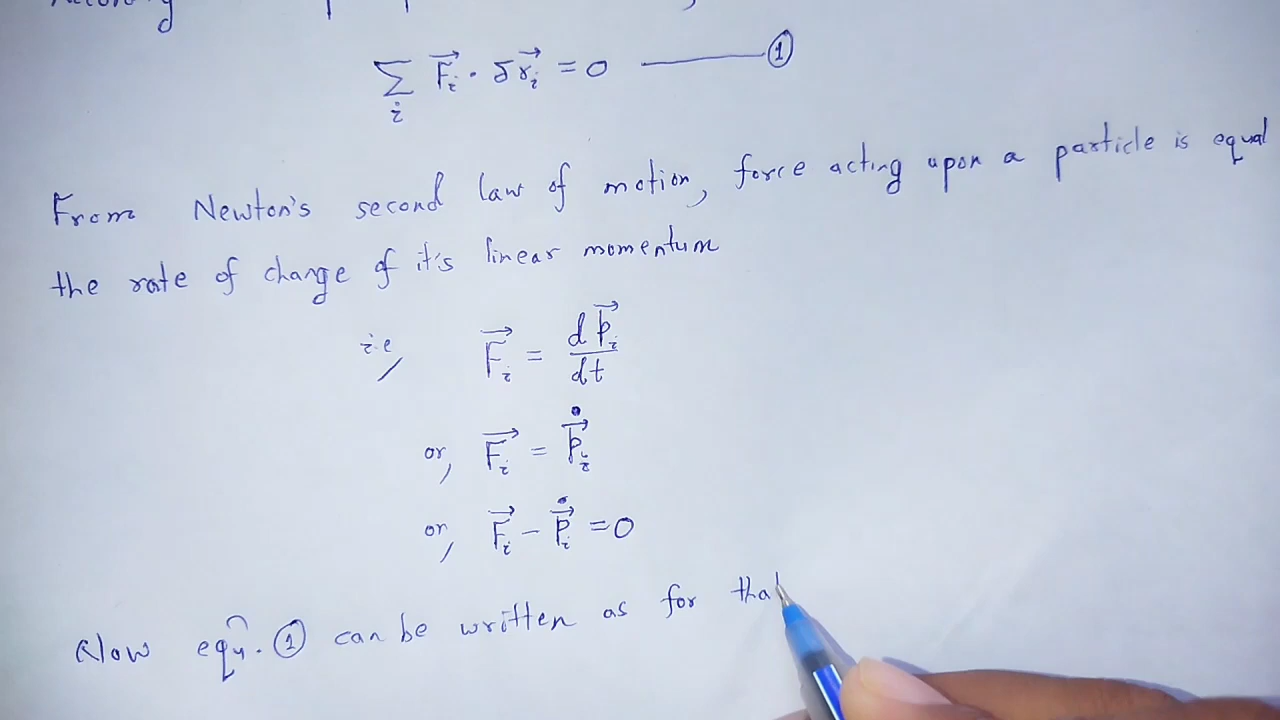 ∑ᵢ F⃗ᵢ · δr⃗ᵢ = 0 ——— ①
From Newton's second law of motion, force acting upon a particle is equal
the rate of change of it's linear momentum
i.e, F⃗ᵢ = dp⃗ᵢ/dt
or, F⃗ᵢ = ṗ⃗ᵢ
or, F⃗ᵢ − ṗ⃗ᵢ = 0
Now equn. ① can be written as for tha